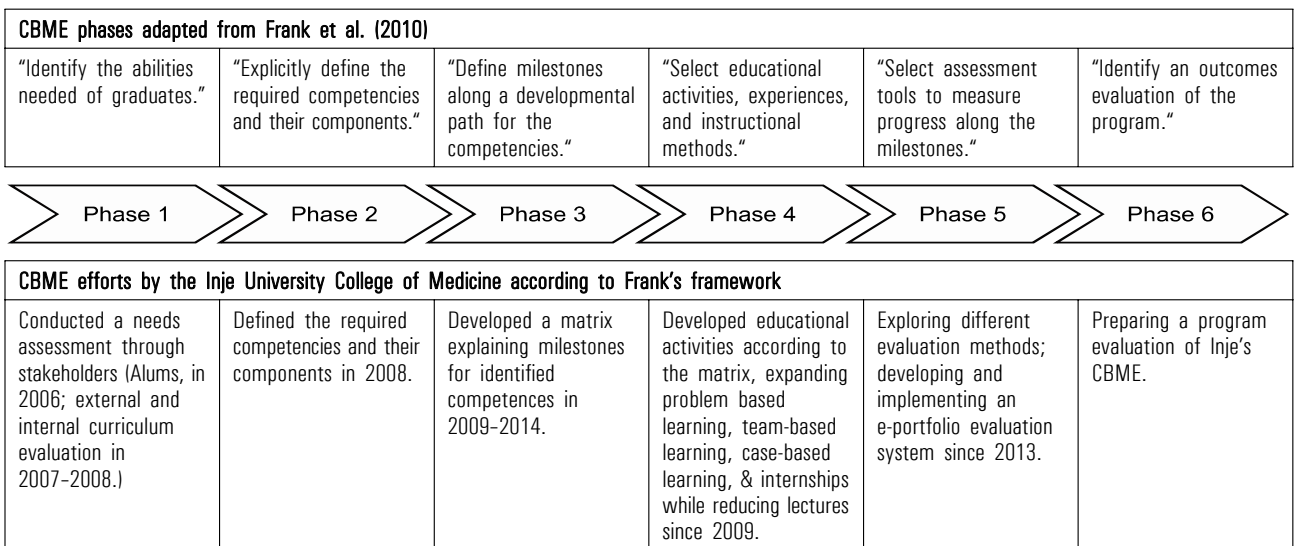 CBME phases adapted from Frank et al. (2010)
“Identify the abilities
needed of graduates.”
“Explicitly define the
required competencies
and their components.“
“Define milestones
along a developmental
path for the
competencies.“
“Select educational
activities, experiences,
and instructional
methods.“
“Select assessment
tools to measure
progress along the
milestones.“
“Identify an outcomes
evaluation of the
program.“
Phase 1
Phase 2
Phase 3
Phase 4
Phase 5
Phase 6
CBME efforts by the Inje University College of Medicine according to Frank’s framework
Conducted a needs
assessment through
stakeholders (Alums, in
2006; external and
internal curriculum
evaluation in
2007–2008.)
Defined the required
competencies and their
components in 2008.
Developed a matrix
explaining milestones
for identified
competences in
2009–2014.
Developed educational
activities according to
the matrix, expanding
problem based
learning, team-based
learning, case-based
learning, & internships
while reducing lectures
since 2009.
Exploring different
evaluation methods;
developing and
implementing an
e-portfolio evaluation
system since 2013.
Preparing a program
evaluation of Inje’s
CBME.